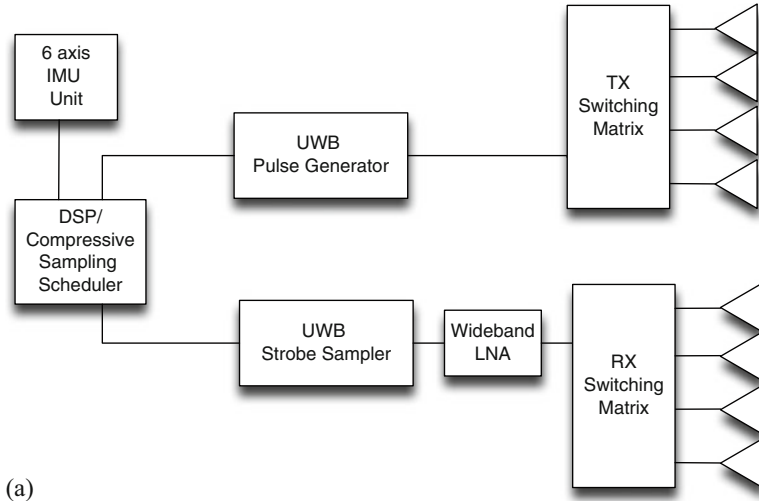 6 axis
IMU
Unit
UWB
Pulse Generator
TX
Switching
Matrix
DSP/
Compressive
Sampling
Scheduler
UWB
Strobe Sampler
Wideband
LNA
RX
Switching
Matrix
(a)